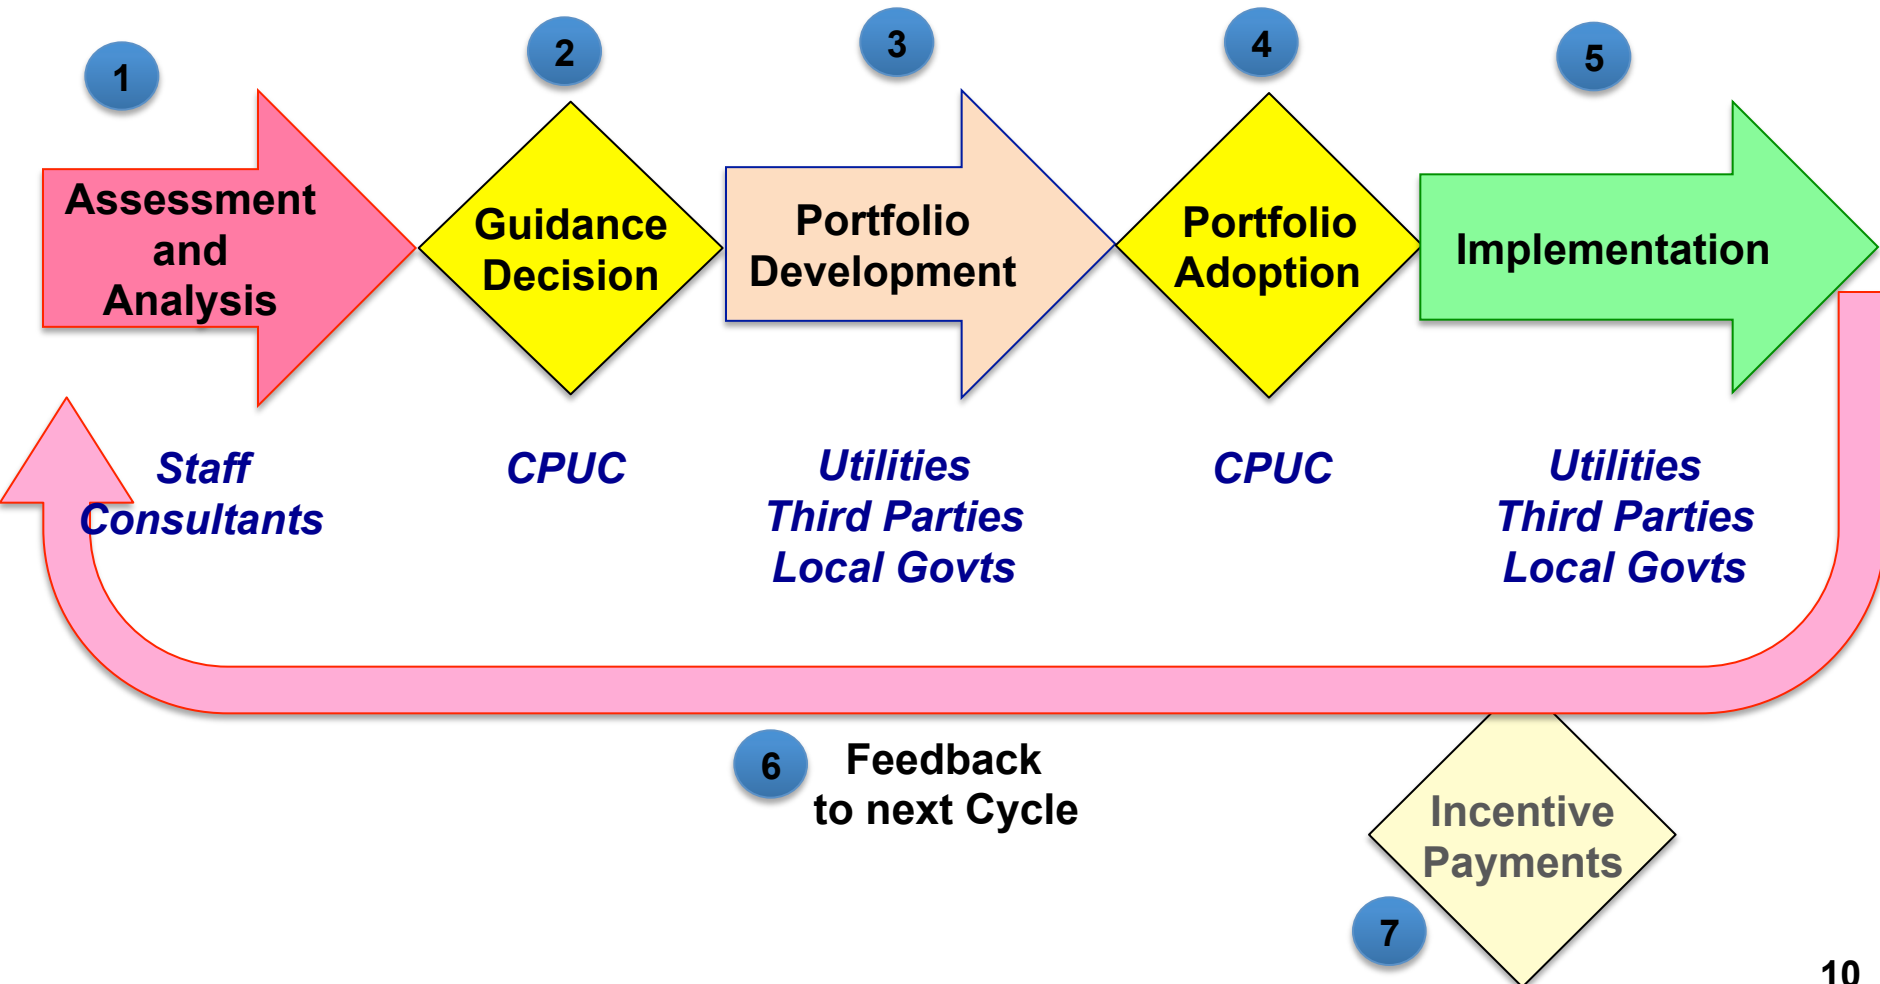 1
2
3
4
5
Assessment
and
Analysis
Guidance
Decision
Portfolio
Development
Portfolio
Adoption
Implementation
Staff
Consultants
CPUC
Utilities
Third Parties
Local Govts
CPUC
Utilities
Third Parties
Local Govts
6
Feedback
to next Cycle
Incentive
Payments
7
10